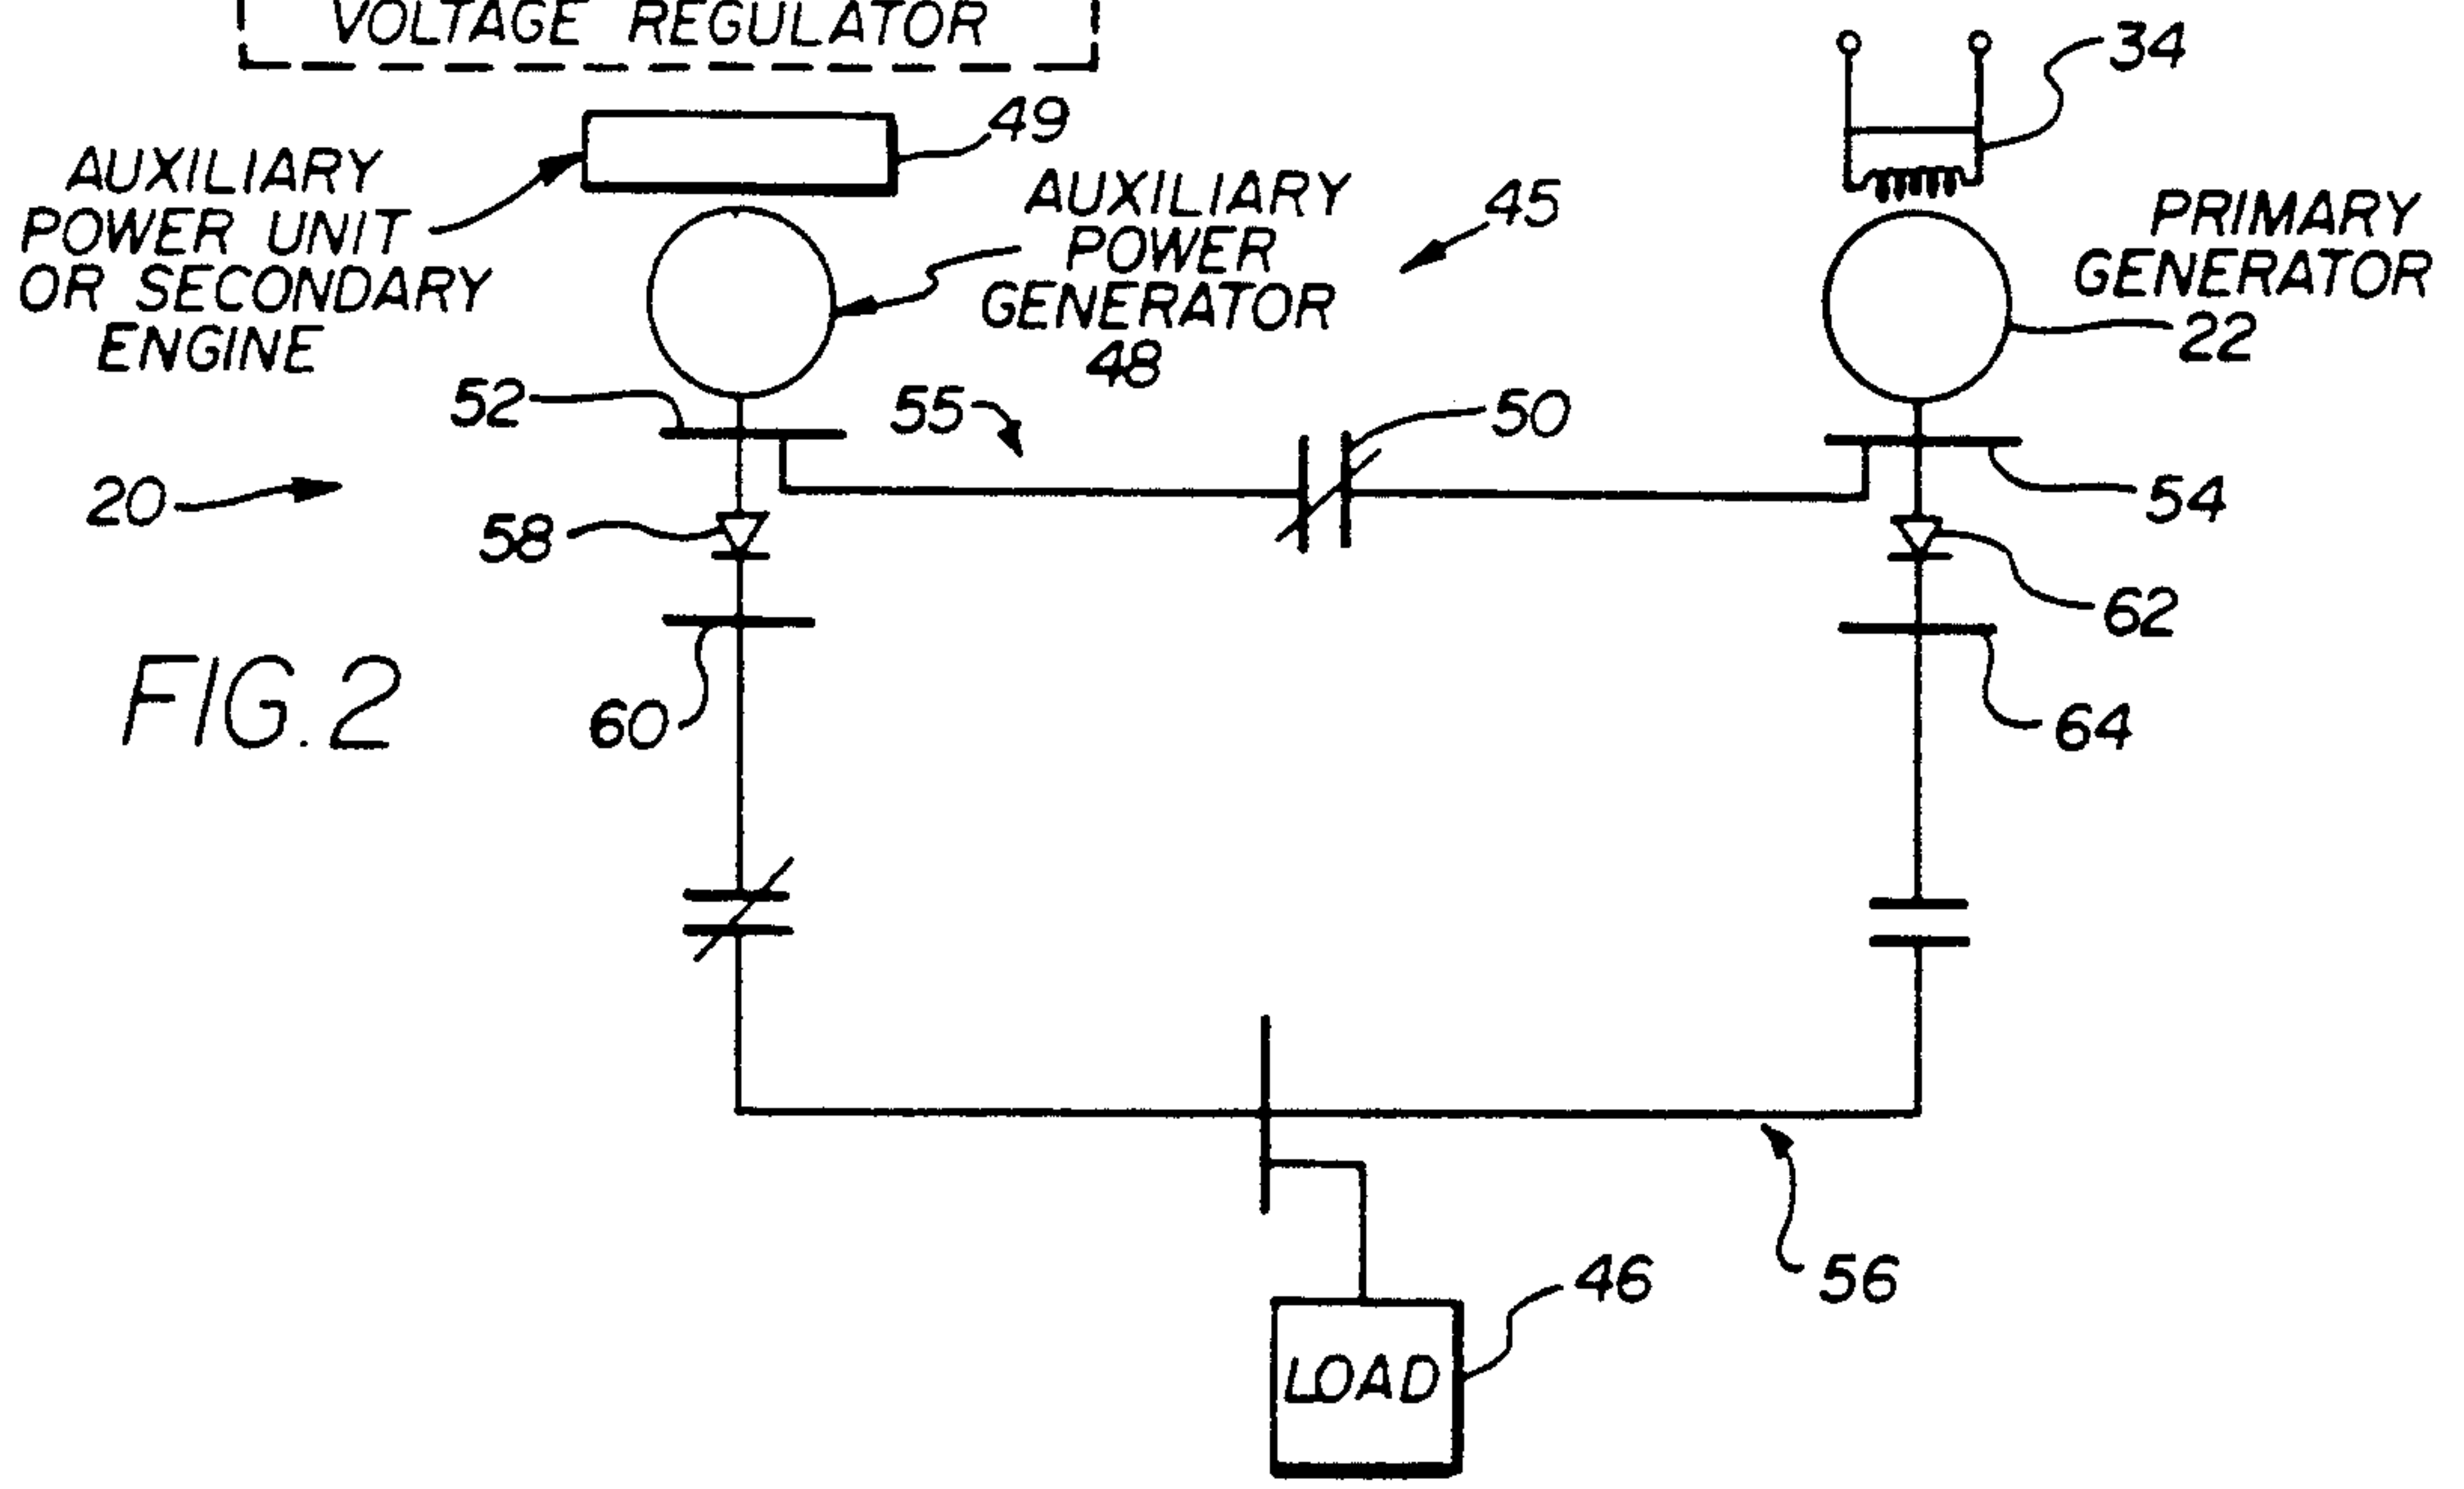 VOLTAGE REGULATOR
34
49
AUXILIARY
POWER UNIT
OR SECONDARY
ENGINE
AUXILIARY
POWER
GENERATOR
48
45
PRIMARY
GENERATOR
22
52
55
50
20
54
58
62
FIG. 2
60
64
56
46
LOAD